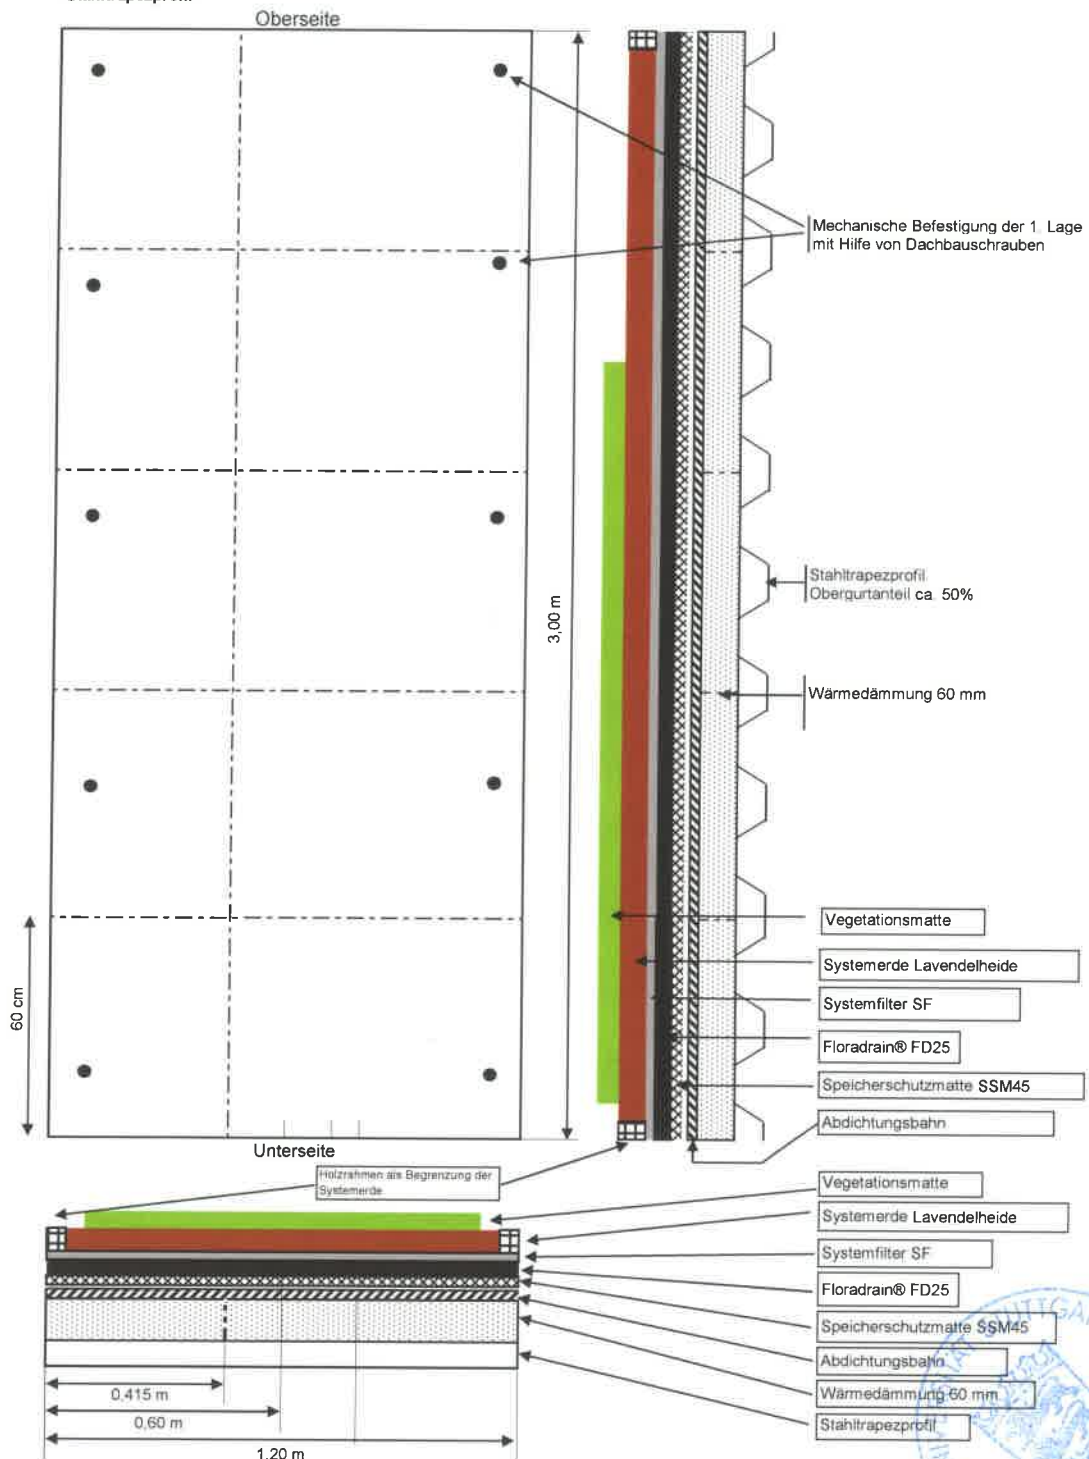 Oberseite
Mechanische Befestigung der 1. Lage
mit Hilfe von Dachbauschrauben
3,00 m
Stahltrapezprofil
Obergurtanteil ca. 50%
Wärmedämmung 60 mm
60 cm
Vegetationsmatte
Systemerde Lavendelheide
Systemfilter SF
Floradrain® FD25
Speicherschutzmatte SSM45
Abdichtungsbahn
Unterseite
Holzrahmen als Begrenzung der
Systemerde
Vegetationsmatte
Systemerde Lavendelheide
Systemfilter SF
Floradrain® FD25
Speicherschutzmatte SSM45
Abdichtungsbahn
Wärmedämmung 60 mm
Stahltrapezprofil
0,415 m
0,60 m
1,20 m